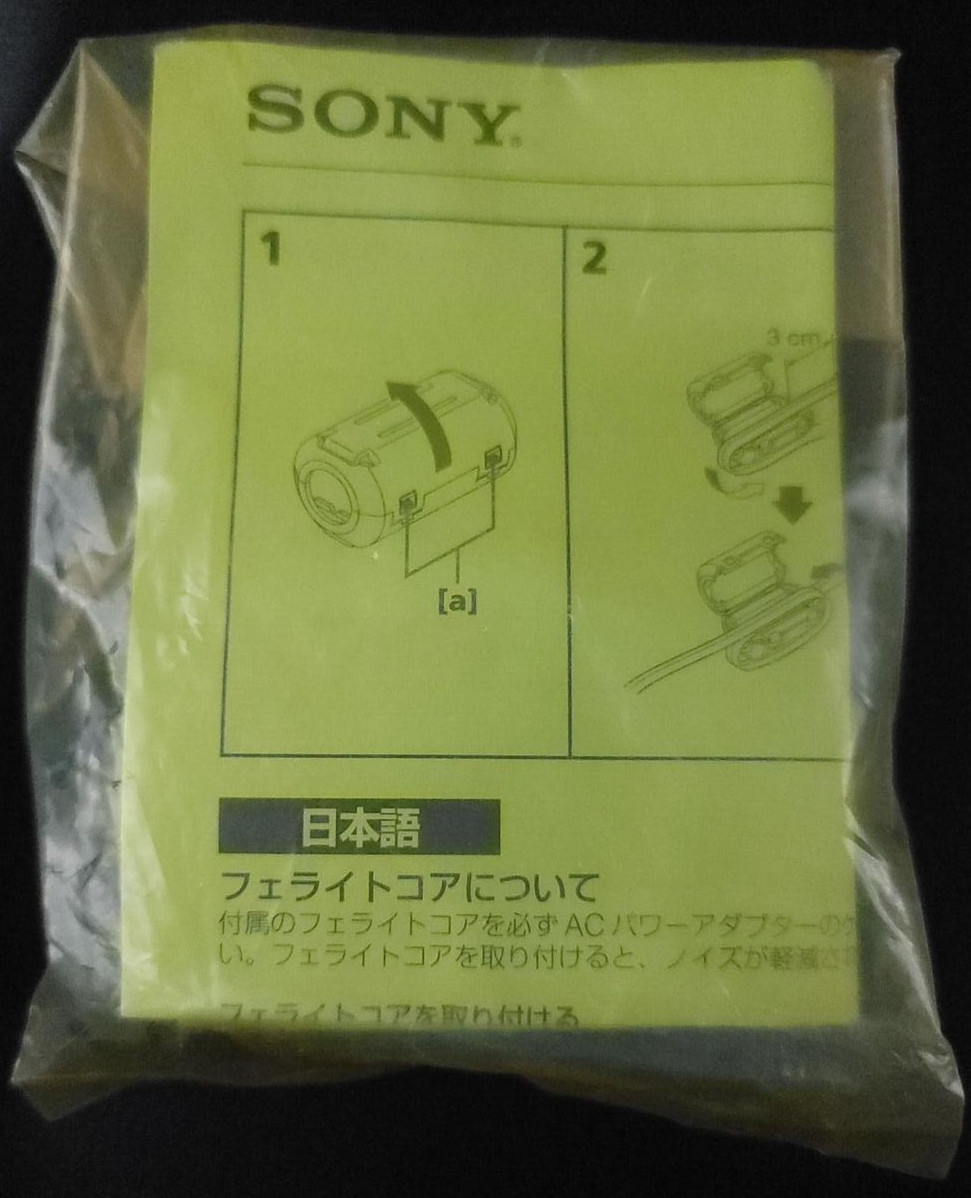 SONY®
1
2
3 cm
[a]
日本語
フェライトコアについて
付属のフェライトコアを必ずACパワーアダプターの
い。フェライトコアを取り付けると、ノイズが軽減さ
フェライトコアを取り付ける